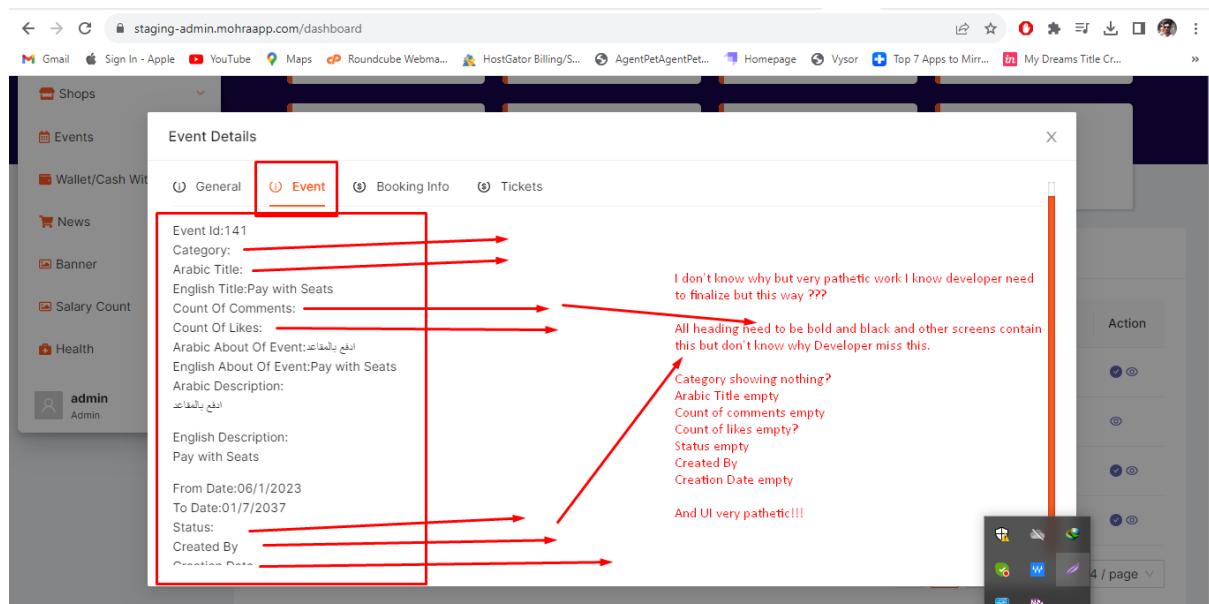 staging-admin.mohraapp.com/dashboard
Gmail Sign In - Apple YouTube Maps Roundcube Webma... HostGator Billing/S... AgentPetAgentPet... Homepage Vysor Top 7 Apps to Mirr... in My Dreams Title Cr... »
Shops
Events
Wallet/Cash Wit
News
Banner
Salary Count
Health
admin
Admin
Event Details
General Event Booking Info Tickets
Event Id:141
Category:
Arabic Title:
English Title:Pay with Seats
Count Of Comments:
Count Of Likes:
Arabic About Of Event:ادفع بالمقاعد
English About Of Event:Pay with Seats
Arabic Description:
ادفع بالمقاعد
English Description:
Pay with Seats
From Date:06/1/2023
To Date:01/7/2037
Status:
Created By
Creation Date
I don't know why but very pathetic work I know developer need
to finalize but this way ???
All heading need to be bold and black and other screens contain
this but don't know why Developer miss this.
Category showing nothing?
Arabic Title empty
Count of comments empty
Count of likes empty?
Status empty
Created By
Creation Date empty
And UI very pathetic!!!
Action
4 / page